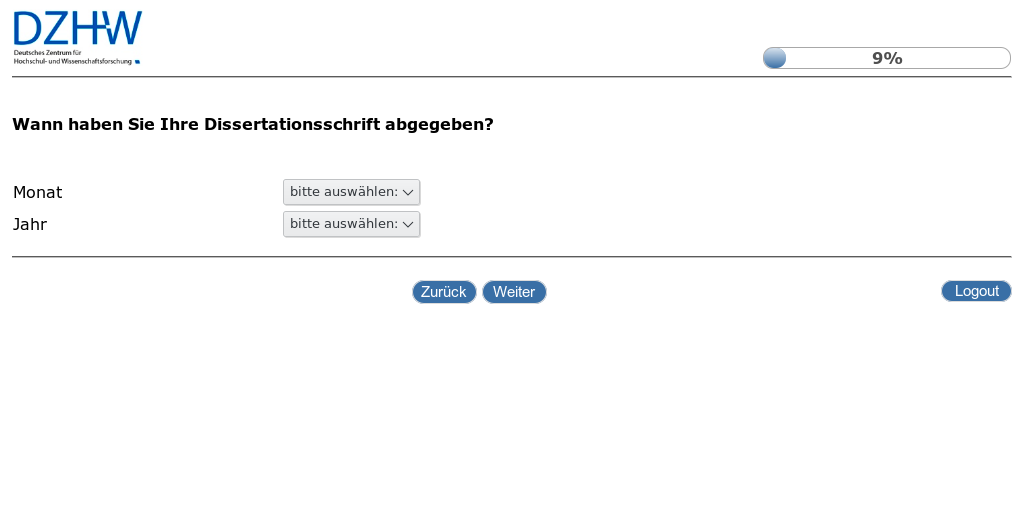 DZHW
Deutsches Zentrum für
Hochschul- und Wissenschaftsforschung
9%
Wann haben Sie Ihre Dissertationsschrift abgegeben?
Monat bitte auswählen:
Jahr bitte auswählen:
Zurück Weiter Logout